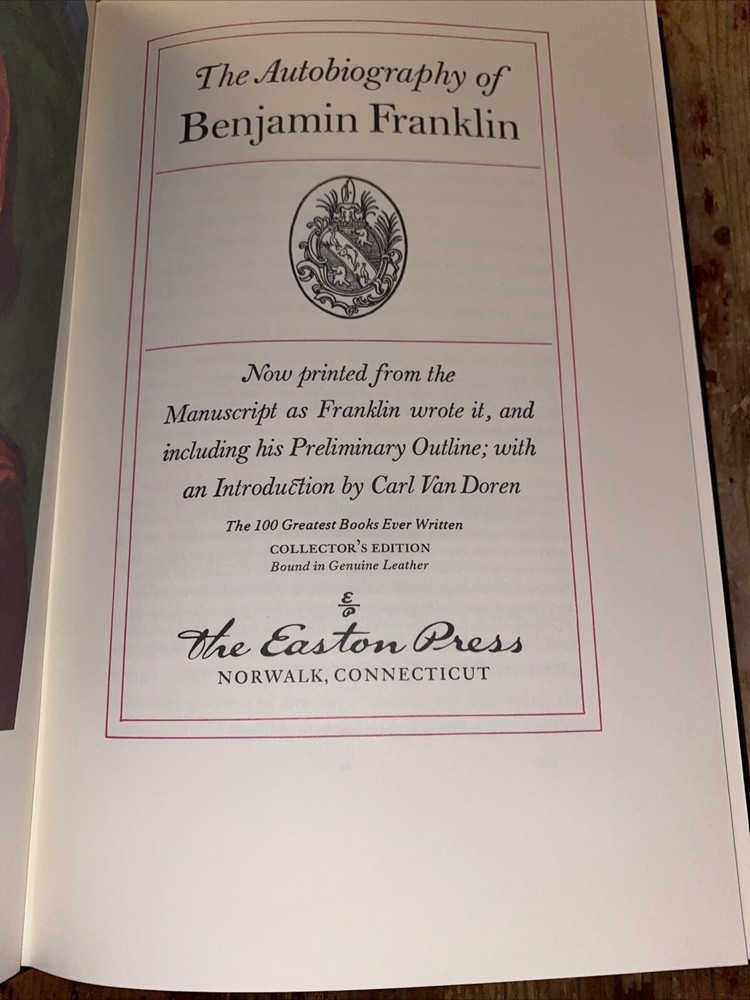 The Autobiography of
Benjamin Franklin
Now printed from the
Manuscript as Franklin wrote it, and
including his Preliminary Outline; with
an Introduction by Carl Van Doren
The 100 Greatest Books Ever Written
COLLECTOR'S EDITION
Bound in Genuine Leather
E
P
The Easton Press
NORWALK, CONNECTICUT